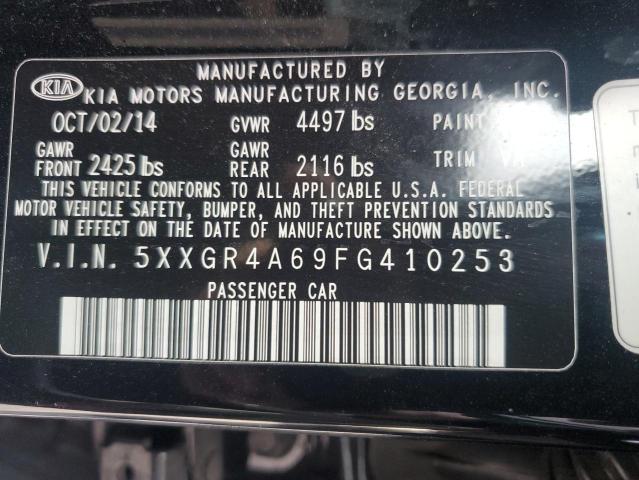 KIA
MANUFACTURED BY
KIA MOTORS MANUFACTURING GEORGIA, INC.
OCT/02/14 GVWR 4497 lbs PAINT
GAWR FRONT 2425 lbs GAWR REAR 2116 lbs TRIM VA
THIS VEHICLE CONFORMS TO ALL APPLICABLE U.S.A. FEDERAL
MOTOR VEHICLE SAFETY, BUMPER, AND THEFT PREVENTION STANDARDS
IN EFFECT ON THE DATE OF MANUFACTURE SHOWN ABOVE.
V.I.N. 5XXGR4A69FG410253
PASSENGER CAR